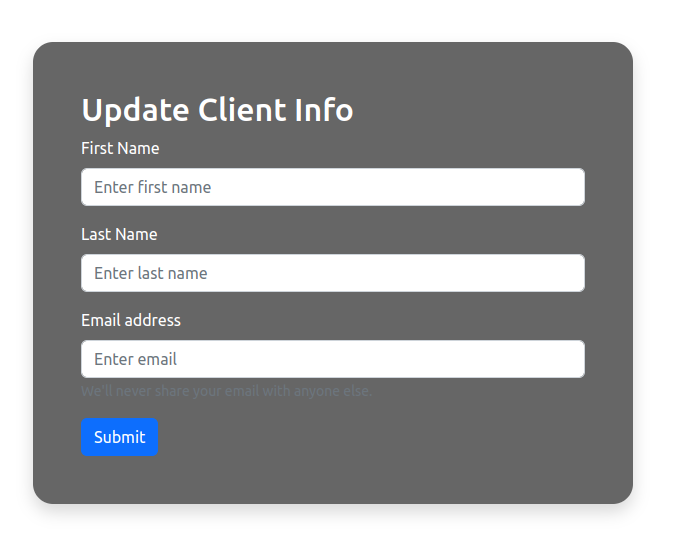 Update Client Info
First Name
Enter first name
Last Name
Enter last name
Email address
Enter email
We'll never share your email with anyone else.
Submit